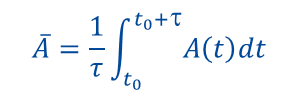 Ā = 1/τ ∫_{t₀}^{t₀+τ} A(t)dt